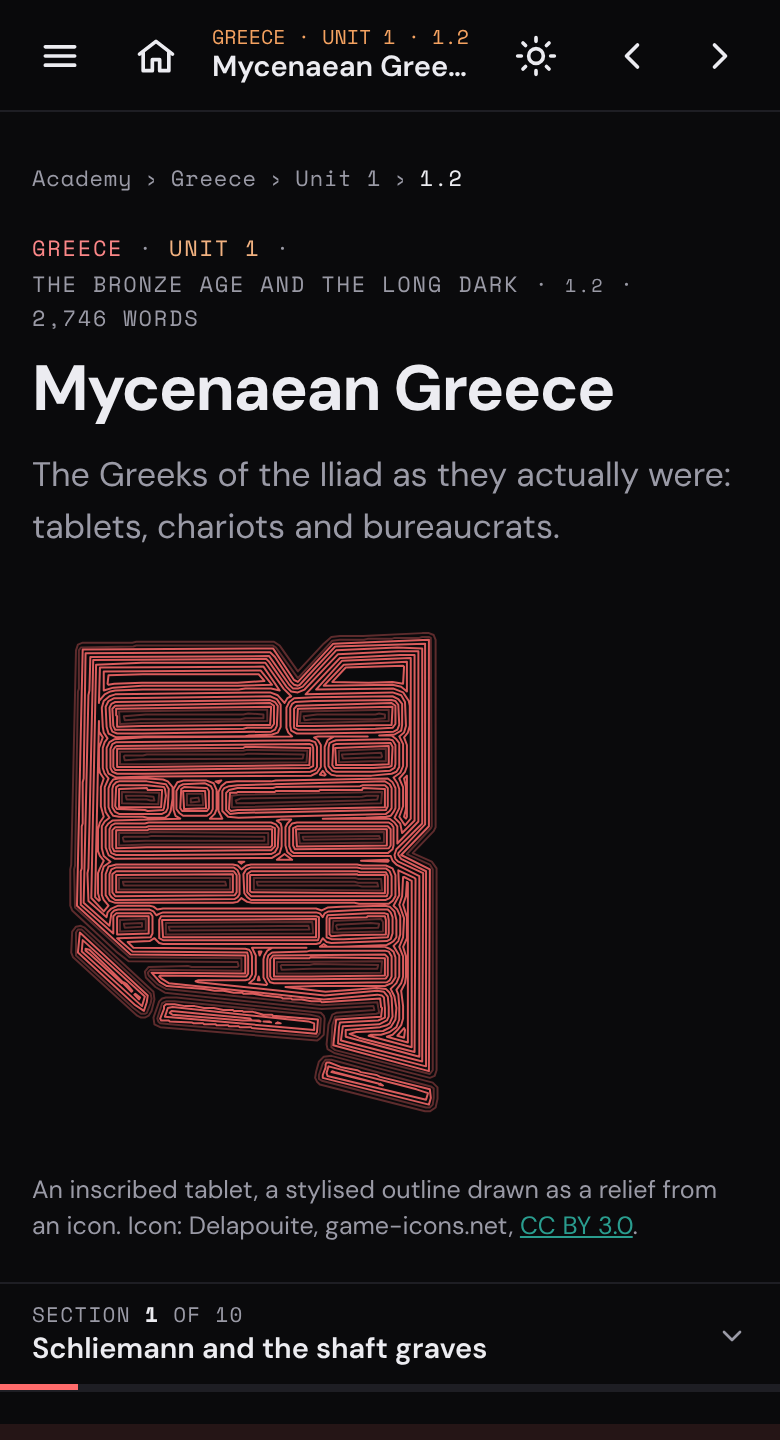 GREECE · UNIT 1 · 1.2
Mycenaean Gree…
Academy › Greece › Unit 1 › 1.2
GREECE · UNIT 1 ·
THE BRONZE AGE AND THE LONG DARK · 1.2 ·
2,746 WORDS
Mycenaean Greece
The Greeks of the Iliad as they actually were:
tablets, chariots and bureaucrats.
An inscribed tablet, a stylised outline drawn as a relief from
an icon. Icon: Delapouite, game-icons.net, CC BY 3.0.
SECTION 1 OF 10
Schliemann and the shaft graves